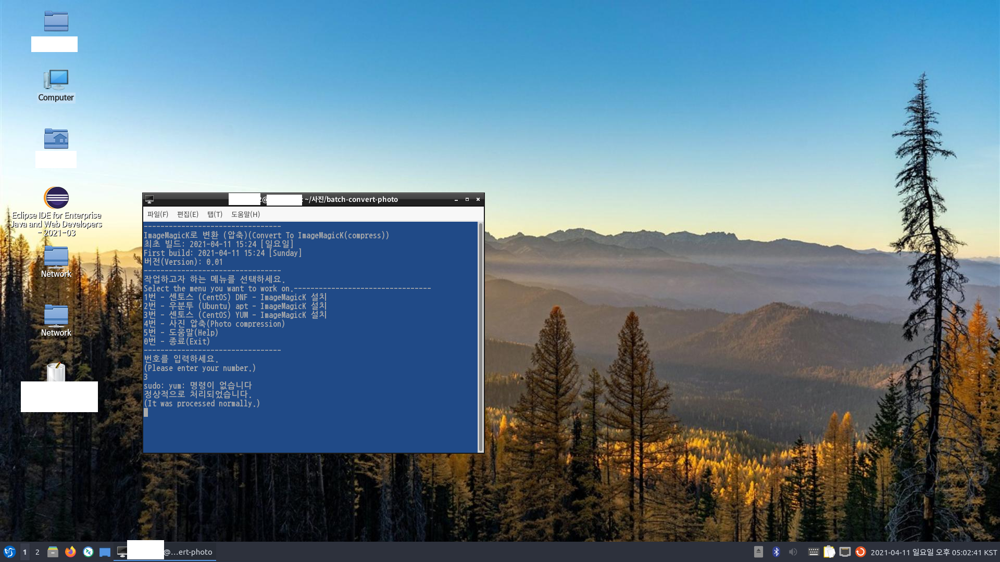 Computer
Eclipse IDE for Enterprise
Java and Web Developers
- 2021-03
Network
Network
@ : ~/사진/batch-convert-photo
파일(F) 편집(E) 탭(T) 도움말(H)
---------------------------------
ImageMagicK로 변환 (압축)(Convert To ImageMagicK(compress))
최초 빌드: 2021-04-11 15:24 [일요일]
First build: 2021-04-11 15:24 [Sunday]
버전(Version): 0.01
---------------------------------
작업하고자 하는 메뉴를 선택하세요.
Select the menu you want to work on.---------------------------------
1번 - 센토스 (CentOS) DNF - ImageMagicK 설치
2번 - 우분투 (Ubuntu) apt - ImageMagicK 설치
3번 - 센토스 (CentOS) YUM - ImageMagicK 설치
4번 - 사진 압축(Photo compression)
5번 - 도움말(Help)
0번 - 종료(Exit)
---------------------------------
번호를 입력하세요.
(Please enter your number.)
3
sudo: yum: 명령이 없습니다
정상적으로 처리되었습니다.
(It was processed normally.)
1 2 @...ert-photo 2021-04-11 일요일 오후 05:02:41 KST